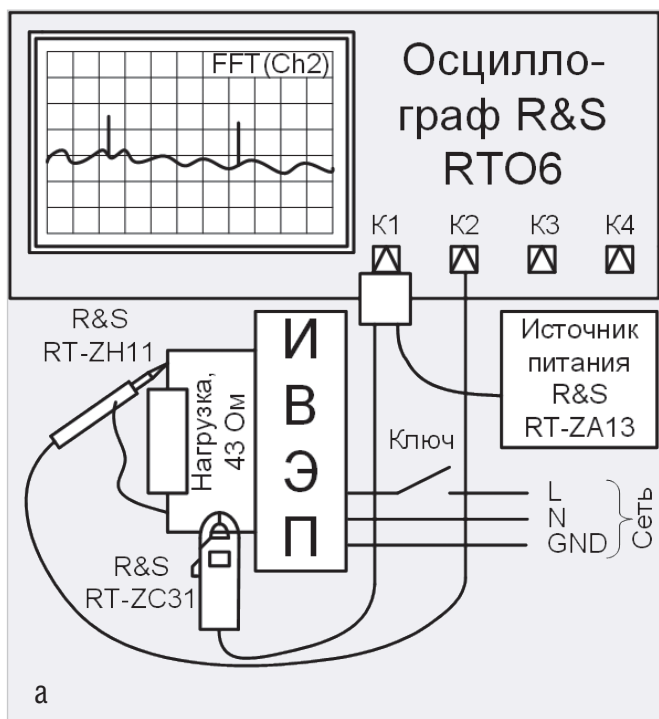 FFT(Ch2)
Осцилло-
граф R&S
RTO6
К1 К2 К3 К4
R&S
RT-ZH11
Нагрузка,
43 Ом
И
В
Э
П
Источник
питания
R&S
RT-ZA13
Ключ
L
N
GND
Сеть
R&S
RT-ZC31
а